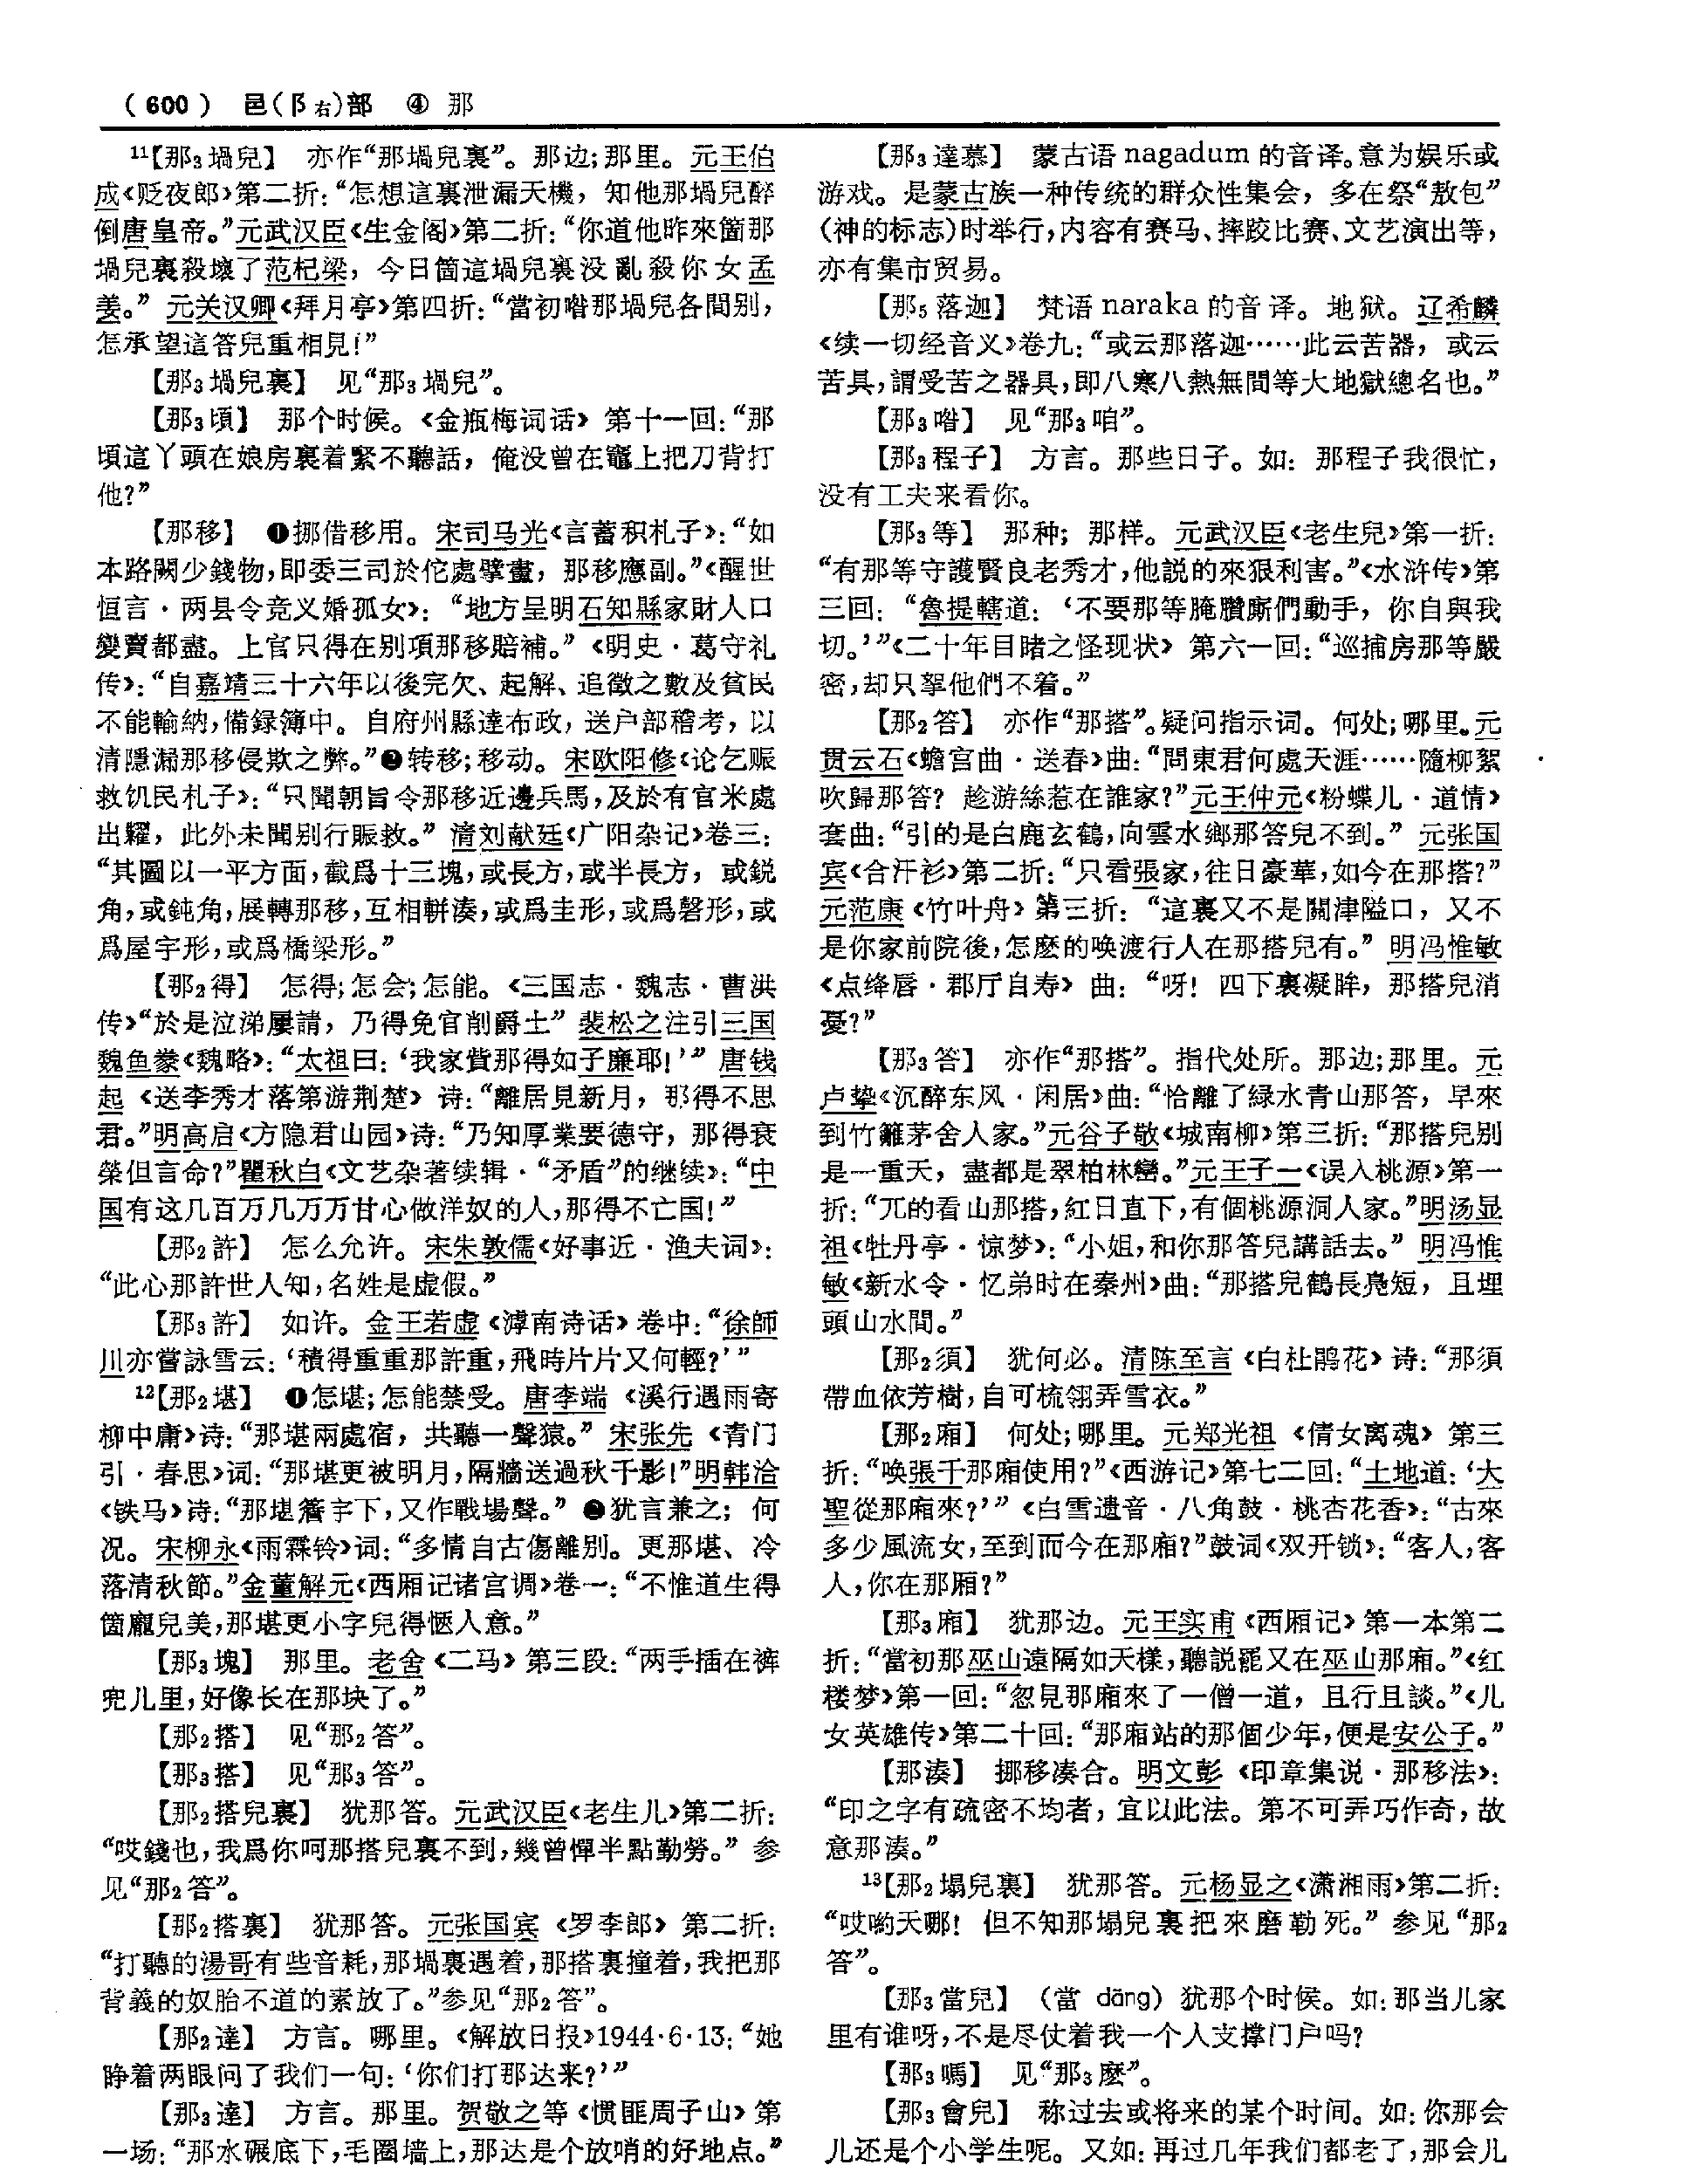 (600) 邑(阝右)部 ④ 那
¹¹【那₃堝兒】 亦作“那堝兒裏”。那边;那里。元王伯
成《贬夜郎》第二折:“怎想這裏泄漏天機,知他那堝兒醉
倒唐皇帝。”元武汉臣《生金阁》第二折:“你道他昨來箇那
堝兒裏殺壞了范杞梁,今日箇這堝兒裏没亂殺你女孟
姜。”元关汉卿《拜月亭》第四折:“當初喒那堝兒各間别,
怎承望這答兒重相見!”
【那₃堝兒裏】 见“那₃堝兒”。
【那₃頃】 那个时候。《金瓶梅词话》第十一回:“那
頃這丫頭在娘房裏着緊不聽話,俺没曾在竈上把刀背打
他?”
【那移】 ❶挪借移用。宋司马光《言蓄积札子》:“如
本路闕少錢物,即委三司於佗處擘畫,那移應副。”《醒世
恒言·两县令竞义婚孤女》:“地方呈明石知縣家財人口
變賣都盡。上官只得在别項那移賠補。”《明史·葛守礼
传》:“自嘉靖三十六年以後完欠、起解、追徵之數及貧民
不能輸納,備録簿中。自府州縣達布政,送户部稽考,以
清隱漏那移侵欺之弊。”❷转移;移动。宋欧阳修《论乞赈
救饥民札子》:“只聞朝旨令那移近邊兵馬,及於有官米處
出糶,此外未聞别行賑救。”清刘献廷《广阳杂记》卷三:
“其圖以一平方面,截爲十三塊,或長方,或半長方,或鋭
角,或鈍角,展轉那移,互相輧湊,或爲圭形,或爲磬形,或
爲屋宇形,或爲橋梁形。”
【那₂得】 怎得;怎会;怎能。《三国志·魏志·曹洪
传》“於是泣涕屢請,乃得免官削爵土”裴松之注引三国
魏鱼豢《魏略》:“太祖曰:‘我家貲那得如子廉耶!’”唐钱
起《送李秀才落第游荆楚》诗:“離居見新月,那得不思
君。”明高启《方隐君山园》诗:“乃知厚業要德守,那得衰
榮但言命?”瞿秋白《文艺杂著续辑·“矛盾”的继续》:“中
国有这几百万几万万甘心做洋奴的人,那得不亡国!”
【那₂許】 怎么允许。宋朱敦儒《好事近·渔夫词》:
“此心那許世人知,名姓是虚假。”
【那₃許】 如许。金王若虚《滹南诗话》卷中:“徐師
川亦嘗詠雪云:‘積得重重那許重,飛時片片又何輕?’”
¹²【那₂堪】 ❶怎堪;怎能禁受。唐李端《溪行遇雨寄
柳中庸》诗:“那堪兩處宿,共聽一聲猿。”宋张先《青门
引·春思》词:“那堪更被明月,隔牆送過秋千影!”明韩洽
《铁马》诗:“那堪簷宇下,又作戰場聲。”❷犹言兼之;何
况。宋柳永《雨霖铃》词:“多情自古傷離别。更那堪、冷
落清秋節。”金董解元《西厢记诸宫调》卷一:“不惟道生得
箇龐兒美,那堪更小字兒得愜人意。”
【那₃塊】 那里。老舍《二马》第三段:“两手插在裤
兜儿里,好像长在那块了。”
【那₂搭】 见“那₂答”。
【那₃搭】 见“那₃答”。
【那₂搭兒裏】 犹那答。元武汉臣《老生儿》第二折:
“哎錢也,我爲你呵那搭兒裏不到,幾曾憚半點勤勞。”参
见“那₂答”。
【那₂搭裏】 犹那答。元张国宾《罗李郎》第二折:
“打聽的湯哥有些音耗,那堝裏遇着,那搭裏撞着,我把那
背義的奴胎不道的素放了。”参见“那₂答”。
【那₂達】 方言。哪里。《解放日报》1944·6·13:“她
睁着两眼问了我们一句:‘你们打那达来?’”
【那₃達】 方言。那里。贺敬之等《惯匪周子山》第
一场:“那水碾底下,毛圈墙上,那达是个放哨的好地点。”
【那₃達慕】 蒙古语 nagadum 的音译。意为娱乐或
游戏。是蒙古族一种传统的群众性集会,多在祭“敖包”
(神的标志)时举行,内容有赛马、摔跤比赛、文艺演出等,
亦有集市贸易。
【那₅落迦】 梵语 naraka 的音译。地狱。辽希麟
《续一切经音义》卷九:“或云那落迦……此云苦器,或云
苦具,謂受苦之器具,即八寒八熱無間等大地獄總名也。”
【那₃喒】 见“那₃咱”。
【那₃程子】 方言。那些日子。如:那程子我很忙,
没有工夫来看你。
【那₃等】 那种;那样。元武汉臣《老生兒》第一折:
“有那等守護賢良老秀才,他説的來狠利害。”《水浒传》第
三回:“魯提轄道:‘不要那等腌臢厮們動手,你自與我
切。’”《二十年目睹之怪现状》第六一回:“巡捕房那等嚴
密,却只拏他們不着。”
【那₂答】 亦作“那搭”。疑问指示词。何处;哪里。元
贯云石《蟾宫曲·送春》曲:“問東君何處天涯……隨柳絮
吹歸那答?趁游絲惹在誰家?”元王仲元《粉蝶儿·道情》
套曲:“引的是白鹿玄鶴,向雲水鄉那答兒不到。”元张国
宾《合汗衫》第二折:“只看張家,往日豪華,如今在那搭?”
元范康《竹叶舟》第三折:“這裏又不是關津隘口,又不
是你家前院後,怎麽的唤渡行人在那搭兒有。”明冯惟敏
《点绛唇·郡厅自寿》曲:“呀!四下裏凝眸,那搭兒消
憂?”
【那₃答】 亦作“那搭”。指代处所。那边;那里。元
卢挚《沉醉东风·闲居》曲:“恰離了緑水青山那答,早來
到竹籬茅舍人家。”元谷子敬《城南柳》第三折:“那搭兒别
是一重天,盡都是翠柏林巒。”元王子一《误入桃源》第一
折:“兀的看山那搭,紅日直下,有個桃源洞人家。”明汤显
祖《牡丹亭·惊梦》:“小姐,和你那答兒講話去。”明冯惟
敏《新水令·忆弟时在秦州》曲:“那搭兒鶴長鳧短,且埋
頭山水間。”
【那₂須】 犹何必。清陈至言《白杜鹃花》诗:“那須
帶血依芳樹,自可梳翎弄雪衣。”
【那₂廂】 何处;哪里。元郑光祖《倩女离魂》第三
折:“唤張千那廂使用?”《西游记》第七二回:“土地道:‘大
聖從那廂來?’”《白雪遗音·八角鼓·桃杏花香》:“古來
多少風流女,至到而今在那廂?”鼓词《双开锁》:“客人,客
人,你在那厢?”
【那₃廂】 犹那边。元王实甫《西厢记》第一本第二
折:“當初那巫山遠隔如天樣,聽説罷又在巫山那廂。”《红
楼梦》第一回:“忽見那廂來了一僧一道,且行且談。”《儿
女英雄传》第二十回:“那廂站的那個少年,便是安公子。”
【那湊】 挪移凑合。明文彭《印章集说·那移法》:
“印之字有疏密不均者,宜以此法。第不可弄巧作奇,故
意那湊。”
¹³【那₂塌兒裏】 犹那答。元杨显之《潇湘雨》第二折:
“哎喲天哪!但不知那塌兒裏把來磨勒死。”参见“那₂
答”。
【那₃當兒】 (當 dāng)犹那个时候。如:那当儿家
里有谁呀,不是尽仗着我一个人支撑门户吗?
【那₃嗎】 见“那₃麽”。
【那₃會兒】 称过去或将来的某个时间。如:你那会
儿还是个小学生呢。又如:再过几年我们都老了,那会儿